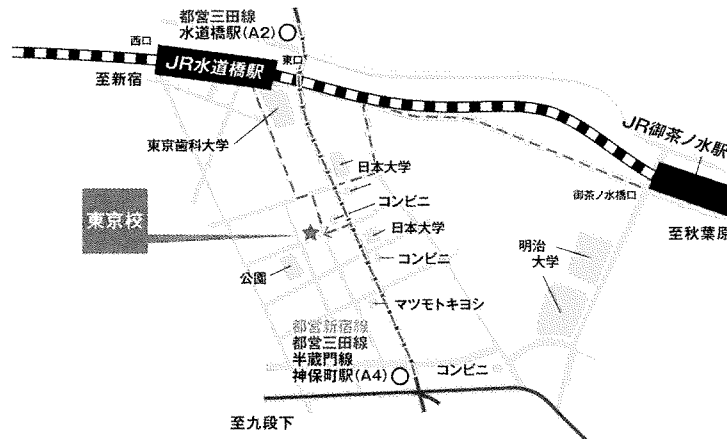 都営三田線
水道橋駅(A2)
西口
東口
JR水道橋駅
至新宿
東京歯科大学
JR御茶ノ水駅
日本大学
コンビニ
御茶ノ水橋口
東京校
日本大学
至秋葉原
明治
大学
公園
コンビニ
マツモトキヨシ
都営新宿線
都営三田線
半蔵門線
神保町駅(A4)
コンビニ
至九段下